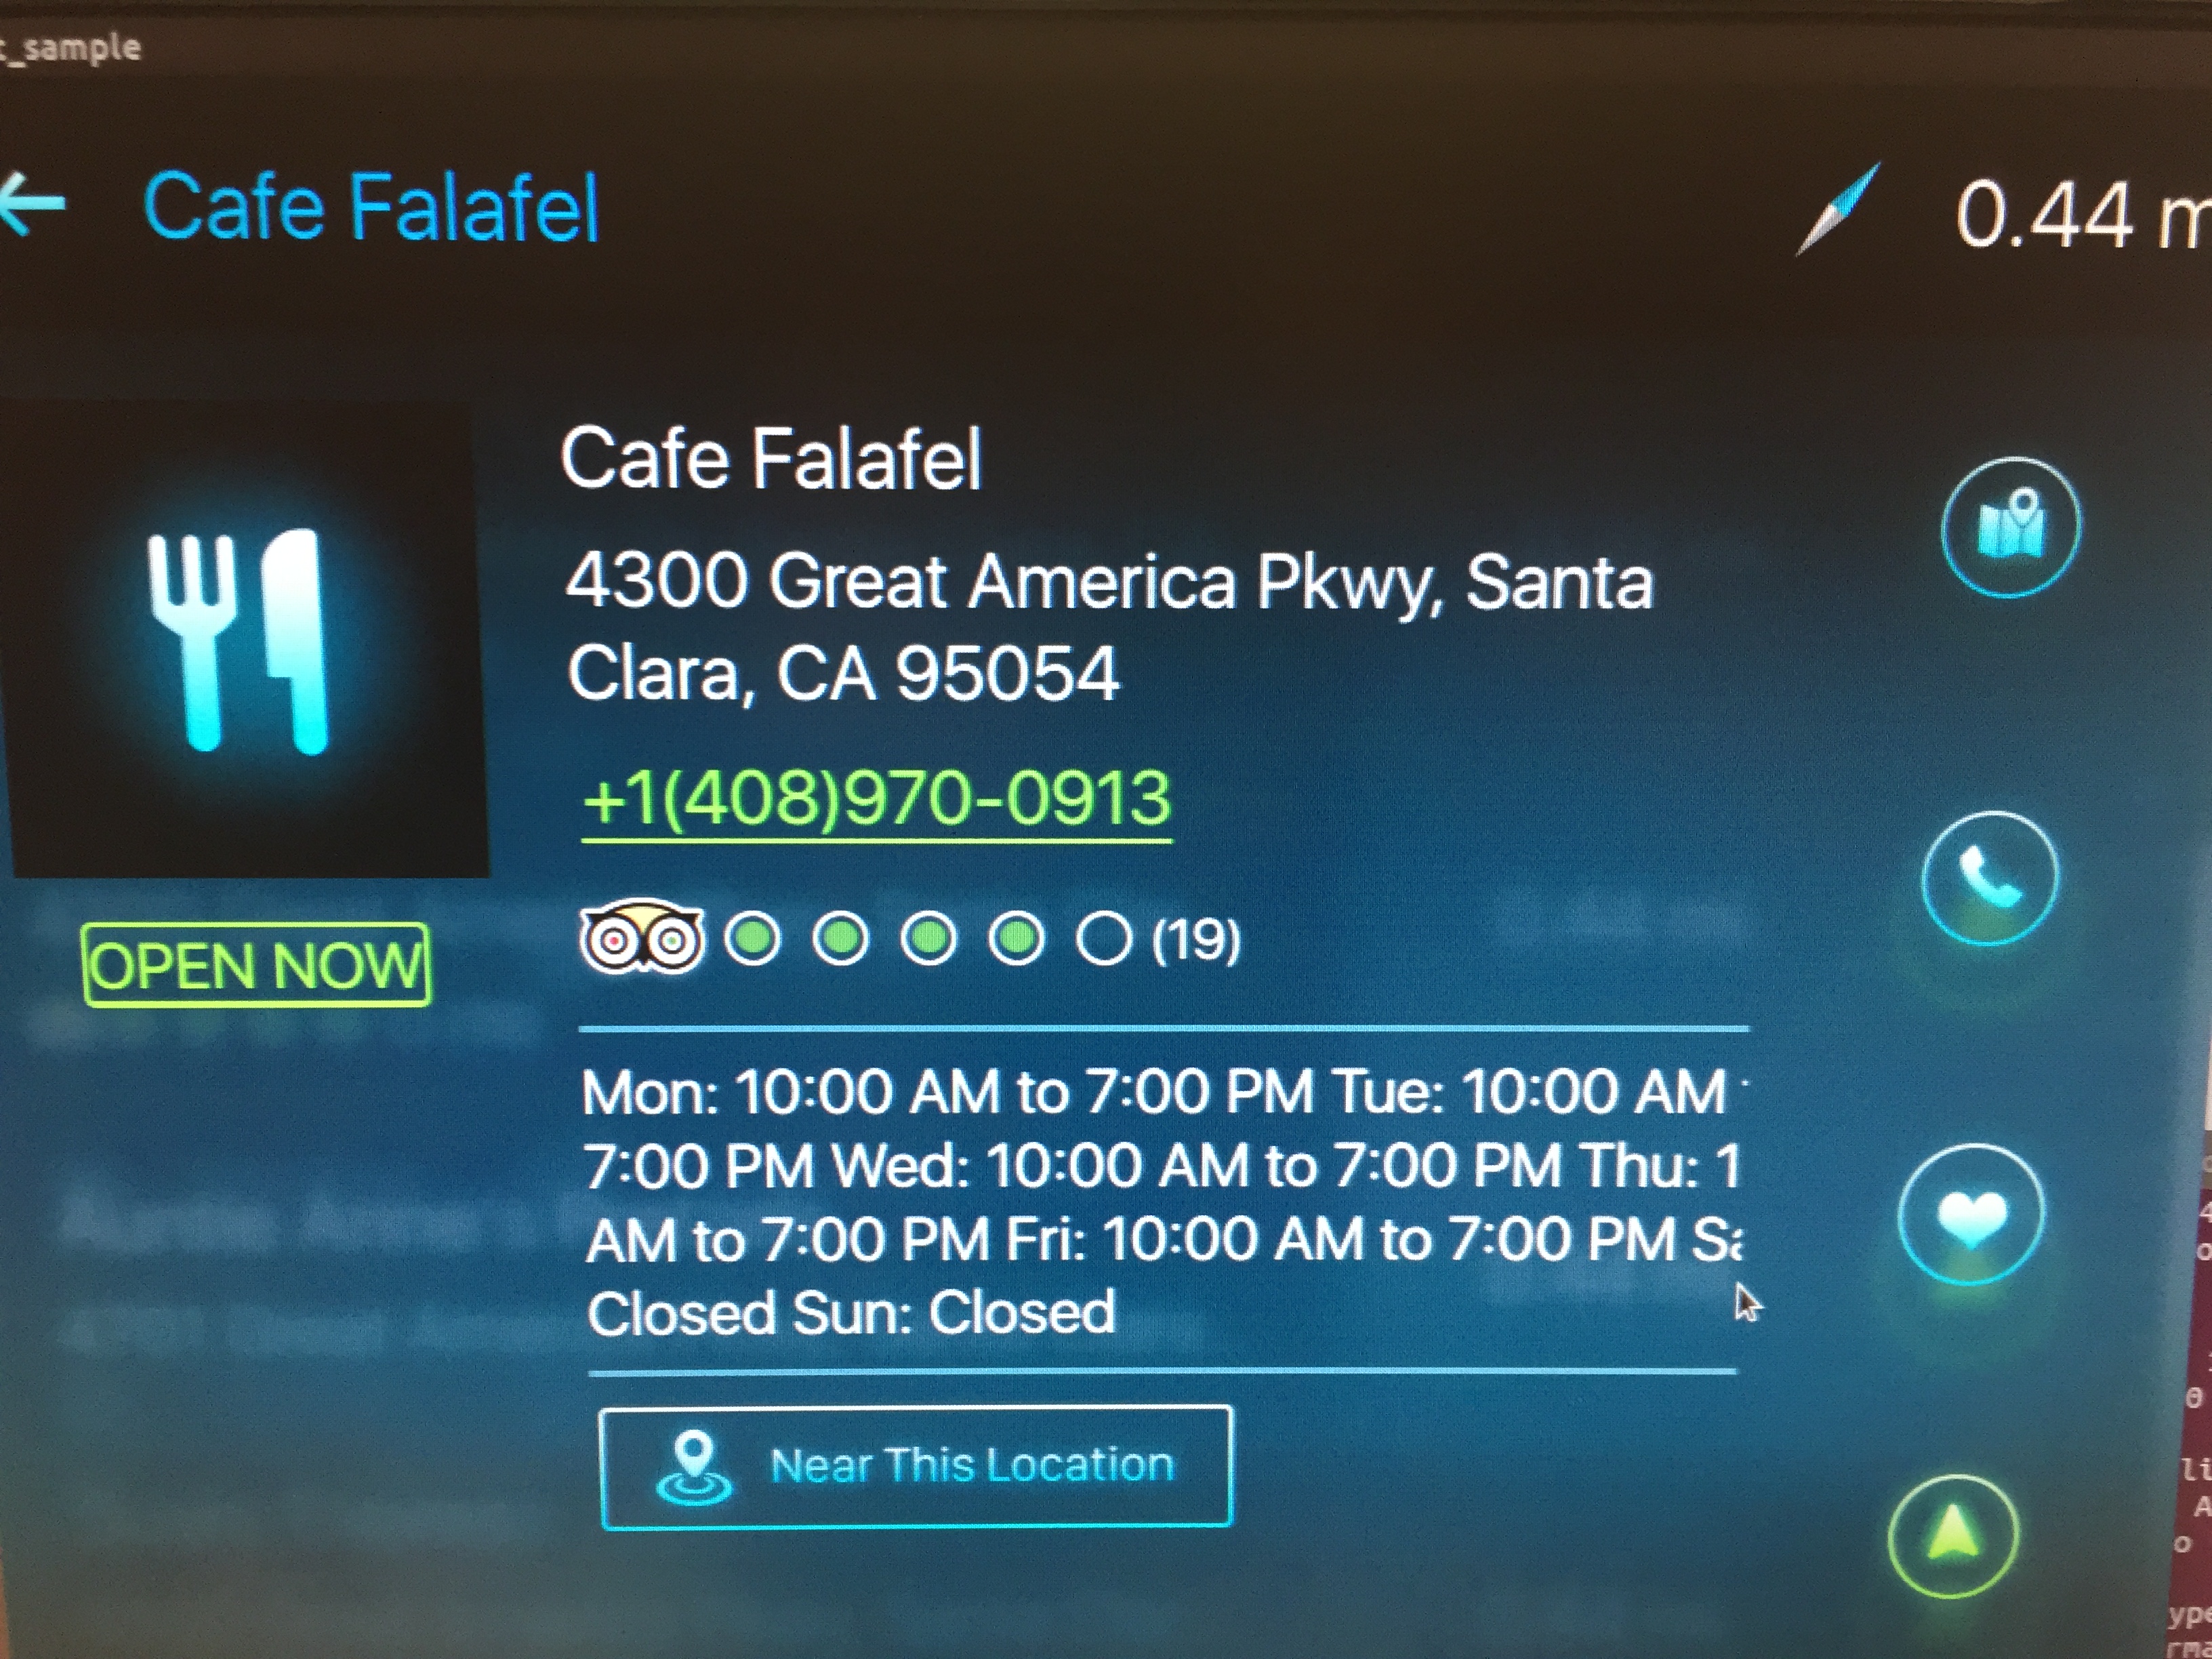 _sample
Cafe Falafel
0.44 m
Cafe Falafel
4300 Great America Pkwy, Santa
Clara, CA 95054
+1(408)970-0913
(19)
OPEN NOW
Mon: 10:00 AM to 7:00 PM Tue: 10:00 AM
7:00 PM Wed: 10:00 AM to 7:00 PM Thu: 1
AM to 7:00 PM Fri: 10:00 AM to 7:00 PM Sa
Closed Sun: Closed
Near This Location